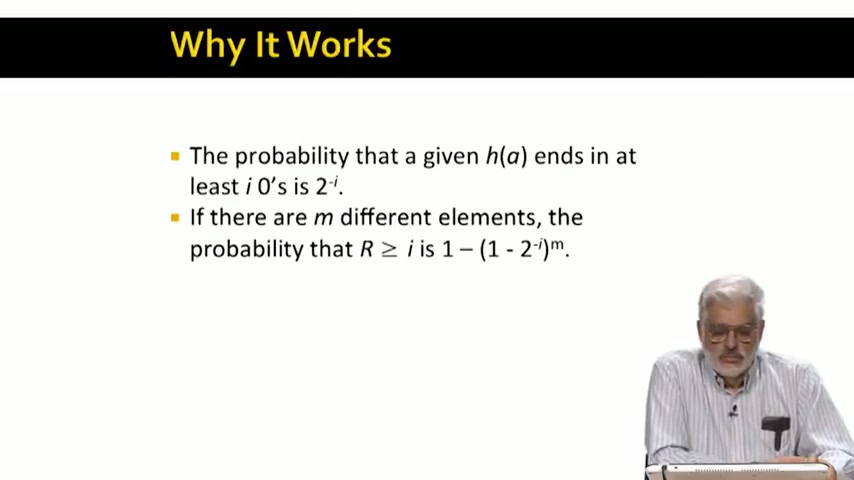 Why It Works
The probability that a given h(a) ends in at
least i 0's is 2⁻ⁱ.
If there are m different elements, the
probability that R ≥ i is 1 – (1 - 2⁻ⁱ)ᵐ.